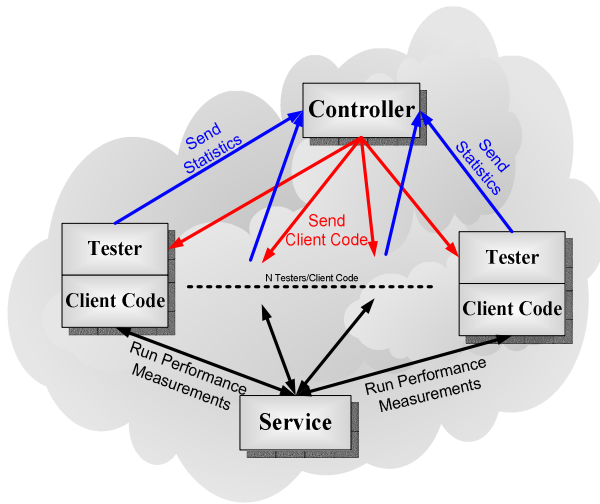 Controller
Send
Statistics
Send
Statistics
Send
Client Code
Tester
Client Code
N Testers/Client Code
Tester
Client Code
Run Performance
Measurements
Run Performance
Measurements
Service